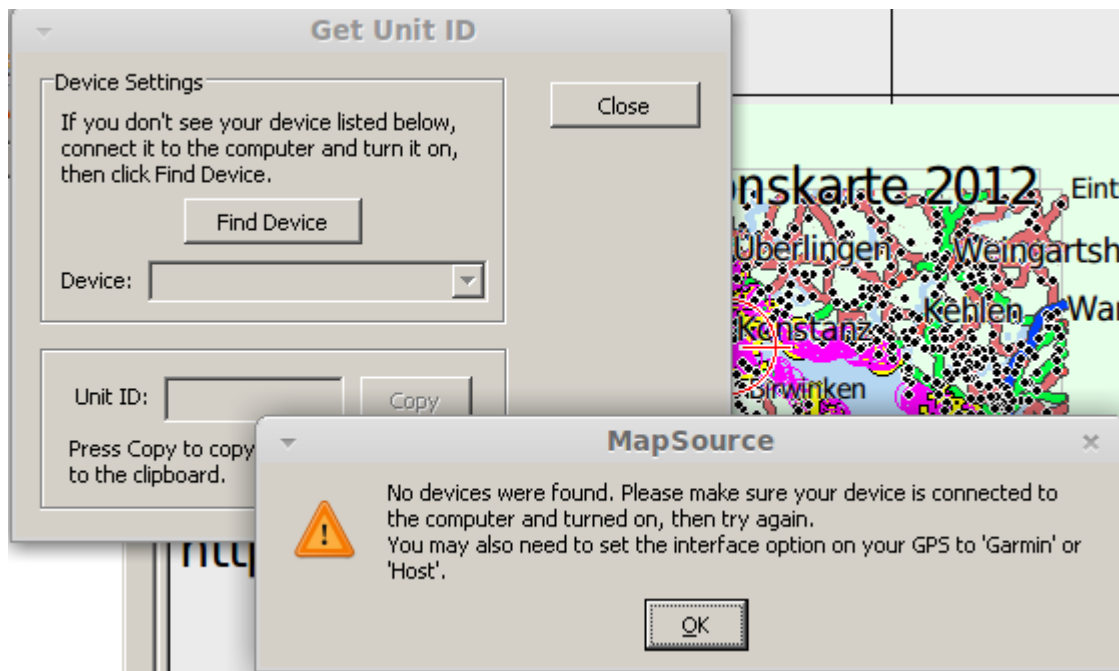 Get Unit ID
Device Settings
If you don't see your device listed below,
connect it to the computer and turn it on,
then click Find Device.
Find Device
Device:
Close
Unit ID:
Copy
Press Copy to copy
to the clipboard.
onskarte 2012
Eint
Überlingen
Weingartsh
Konstanz
Kehlen
War
Birwinken
http
MapSource
No devices were found. Please make sure your device is connected to
the computer and turned on, then try again.
You may also need to set the interface option on your GPS to 'Garmin' or
'Host'.
OK